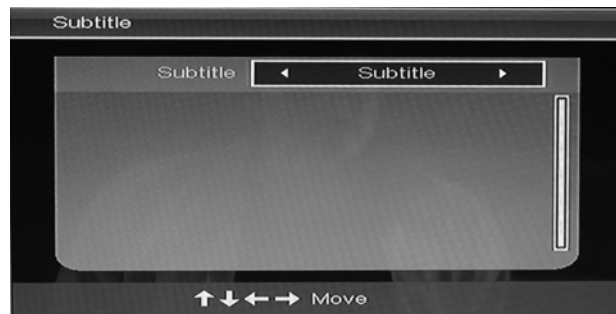 Subtitle
Subtitle ◂ Subtitle ▸
↑↓←→ Move